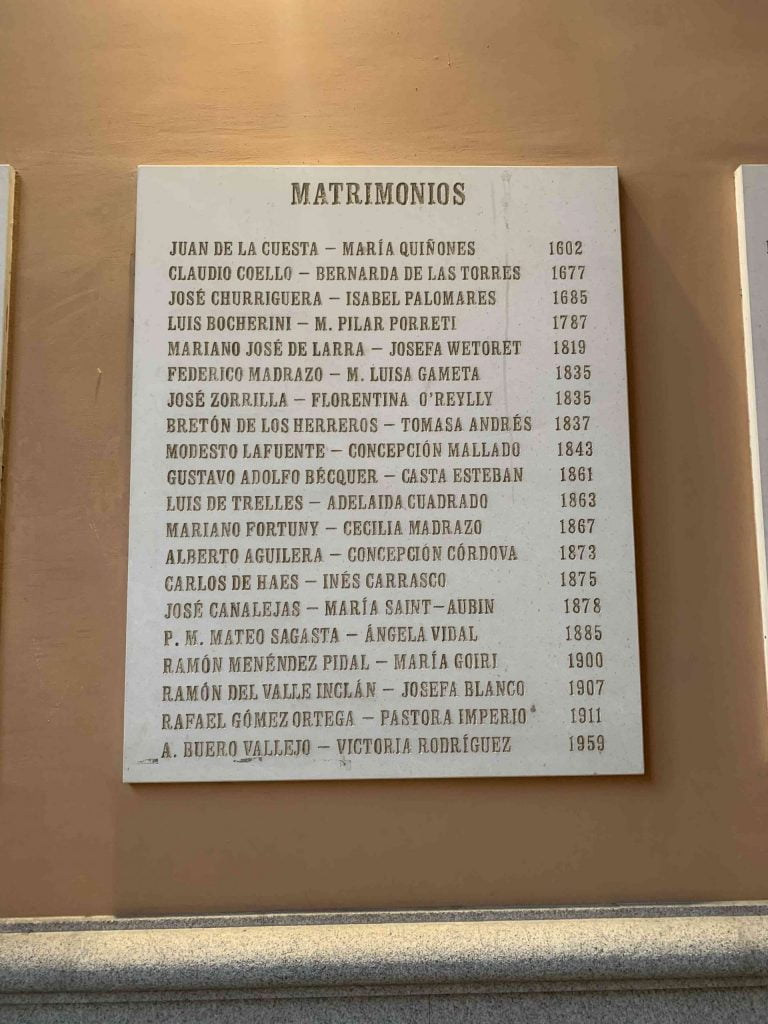 MATRIMONIOS
JUAN DE LA CUESTA – MARÍA QUIÑONES 1602
CLAUDIO COELLO – BERNARDA DE LAS TORRES 1677
JOSÉ CHURRIGUERA – ISABEL PALOMARES 1685
LUIS BOCHERINI – M. PILAR PORRETI 1787
MARIANO JOSÉ DE LARRA – JOSEFA WETORET 1819
FEDERICO MADRAZO – M. LUISA GAMETA 1835
JOSÉ ZORRILLA – FLORENTINA O'REYLLY 1835
BRETÓN DE LOS HERREROS – TOMASA ANDRÉS 1837
MODESTO LAFUENTE – CONCEPCIÓN MALLADO 1843
GUSTAVO ADOLFO BÉCQUER – CASTA ESTEBAN 1861
LUIS DE TRELLES – ADELAIDA CUADRADO 1863
MARIANO FORTUNY – CECILIA MADRAZO 1867
ALBERTO AGUILERA – CONCEPCIÓN CÓRDOVA 1873
CARLOS DE HAES – INÉS CARRASCO 1875
JOSÉ CANALEJAS – MARÍA SAINT-AUBIN 1878
P. M. MATEO SAGASTA – ÁNGELA VIDAL 1885
RAMÓN MENÉNDEZ PIDAL – MARÍA GOIRI 1900
RAMÓN DEL VALLE INCLÁN – JOSEFA BLANCO 1907
RAFAEL GÓMEZ ORTEGA – PASTORA IMPERIO 1911
A. BUERO VALLEJO – VICTORIA RODRÍGUEZ 1959